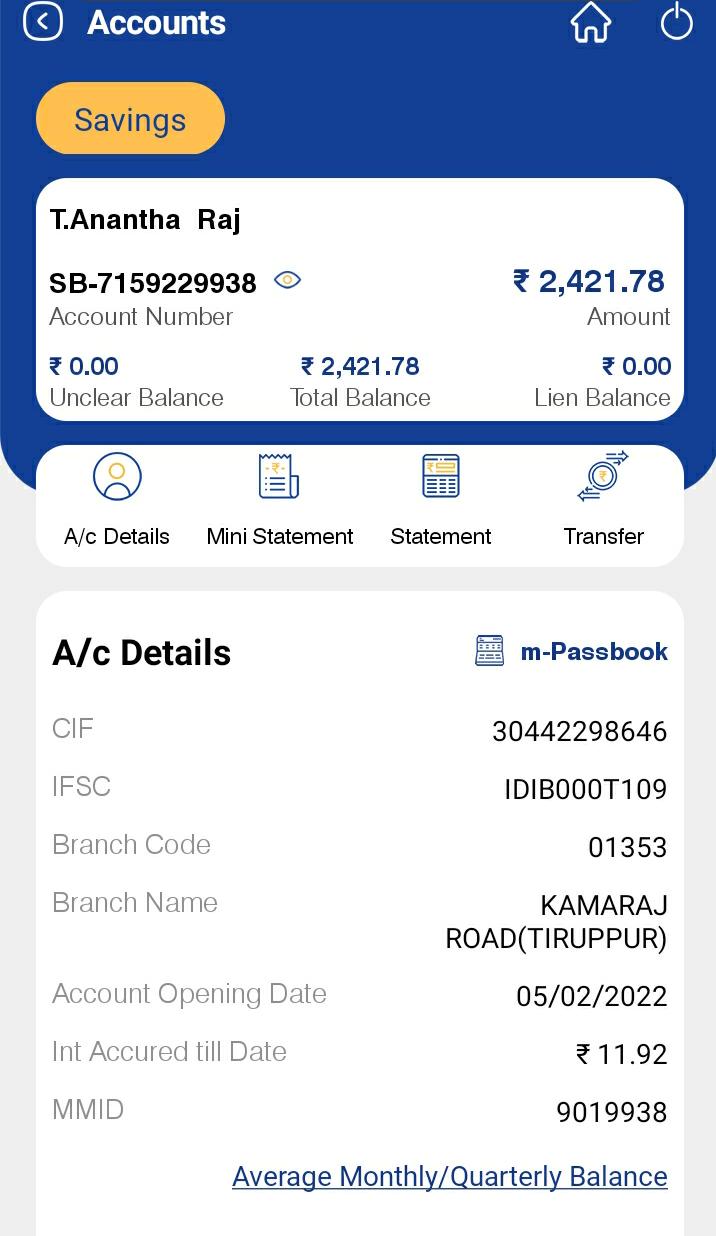 Accounts
Savings
T.Anantha Raj
SB-7159229938
₹ 2,421.78
Account Number
Amount
₹ 0.00
₹ 2,421.78
₹ 0.00
Unclear Balance
Total Balance
Lien Balance
A/c Details
Mini Statement
Statement
Transfer
A/c Details
m-Passbook
CIF
30442298646
IFSC
IDIB000T109
Branch Code
01353
Branch Name
KAMARAJ
ROAD(TIRUPPUR)
Account Opening Date
05/02/2022
Int Accured till Date
₹ 11.92
MMID
9019938
Average Monthly/Quarterly Balance